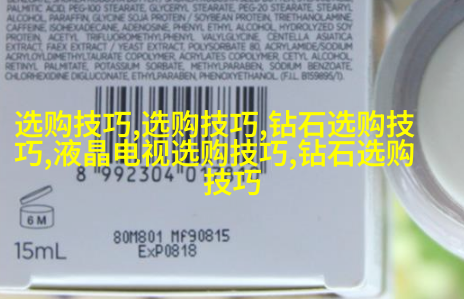 PALMITIC ACID, PEG-100 STEARATE, GLYCERYL STEARATE, PEG-20 STEARATE, STEARYL
ALCOHOL, PARAFFIN, GLYCINE SOJA PROTEIN / SOYBEAN PROTEIN, TRIETHANOLAMINE,
CAFFEINE, ISOHEXADECANE, ADENOSINE, PHENYL ETHYL ALCOHOL, HYDROLYZED SOY
PROTEIN, ACETYL TRIFLUOROMETHYLPHENYL VALYLGLYCINE, CENTELLA ASIATICA
EXTRACT, FAEX EXTRACT / YEAST EXTRACT, POLYSORBATE 80, ACRYLAMIDE/SODIUM
ACRYLOYLDIMETHYLTAURATE COPOLYMER, ACRYLATES COPOLYMER, CETYL ALCOHOL,
RETINYL PALMITATE, POTASSIUM SORBATE, METHYLPARABEN, SODIUM BENZOATE,
CHLORHEXIDINE DIGLUCONATE, ETHYLPARABEN, PHENOXYETHANOL (F.I.L. B159895/1).
选购技巧,选购技巧,钻石选购技
巧,液晶电视选购技巧,钻石选购
技巧
8 992304
6 M
15mL
80M801 Mf90815
ExP0818